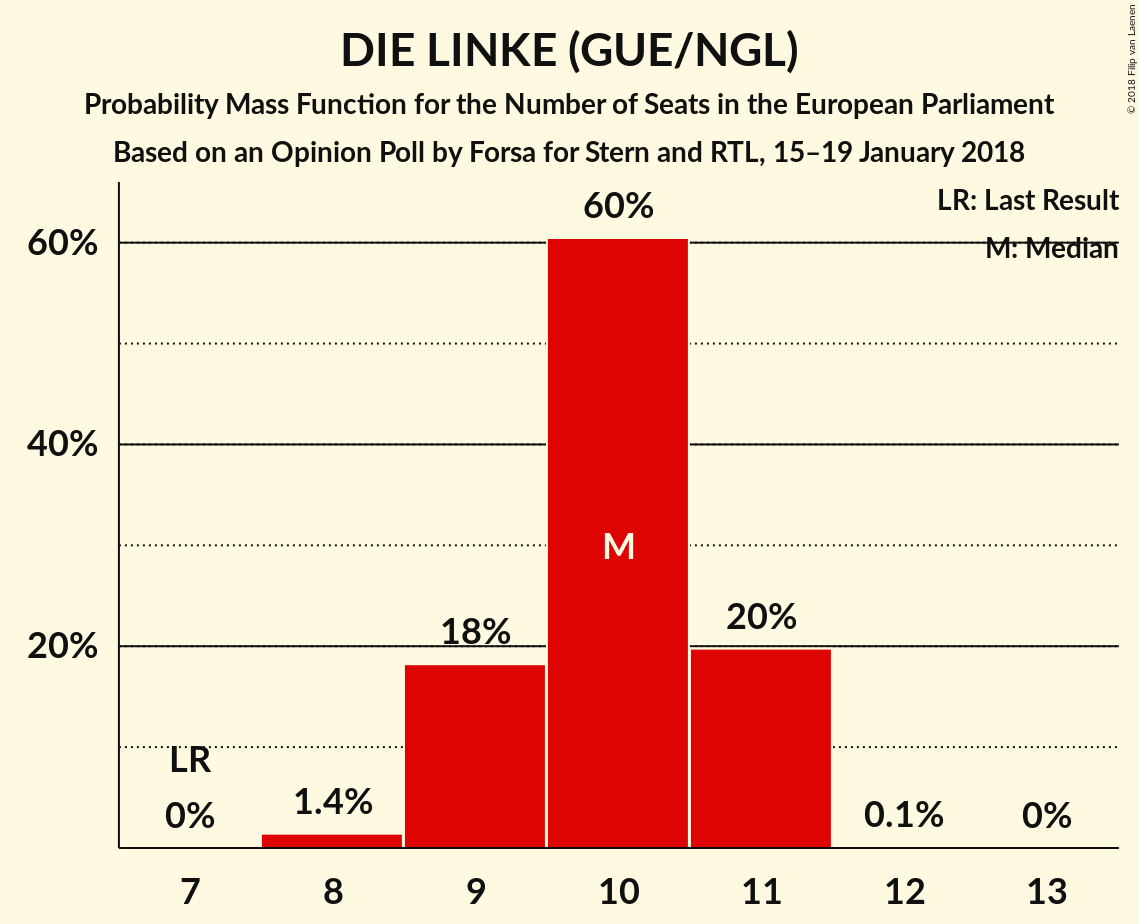 DIE LINKE (GUE/NGL)
Probability Mass Function for the Number of Seats in the European Parliament
Based on an Opinion Poll by Forsa for Stern and RTL, 15–19 January 2018
© 2018 Filip van Laenen
LR: Last Result
M: Median
60%
40%
20%
LR
0%
1.4%
18%
60%
M
20%
0.1%
0%
7 8 9 10 11 12 13